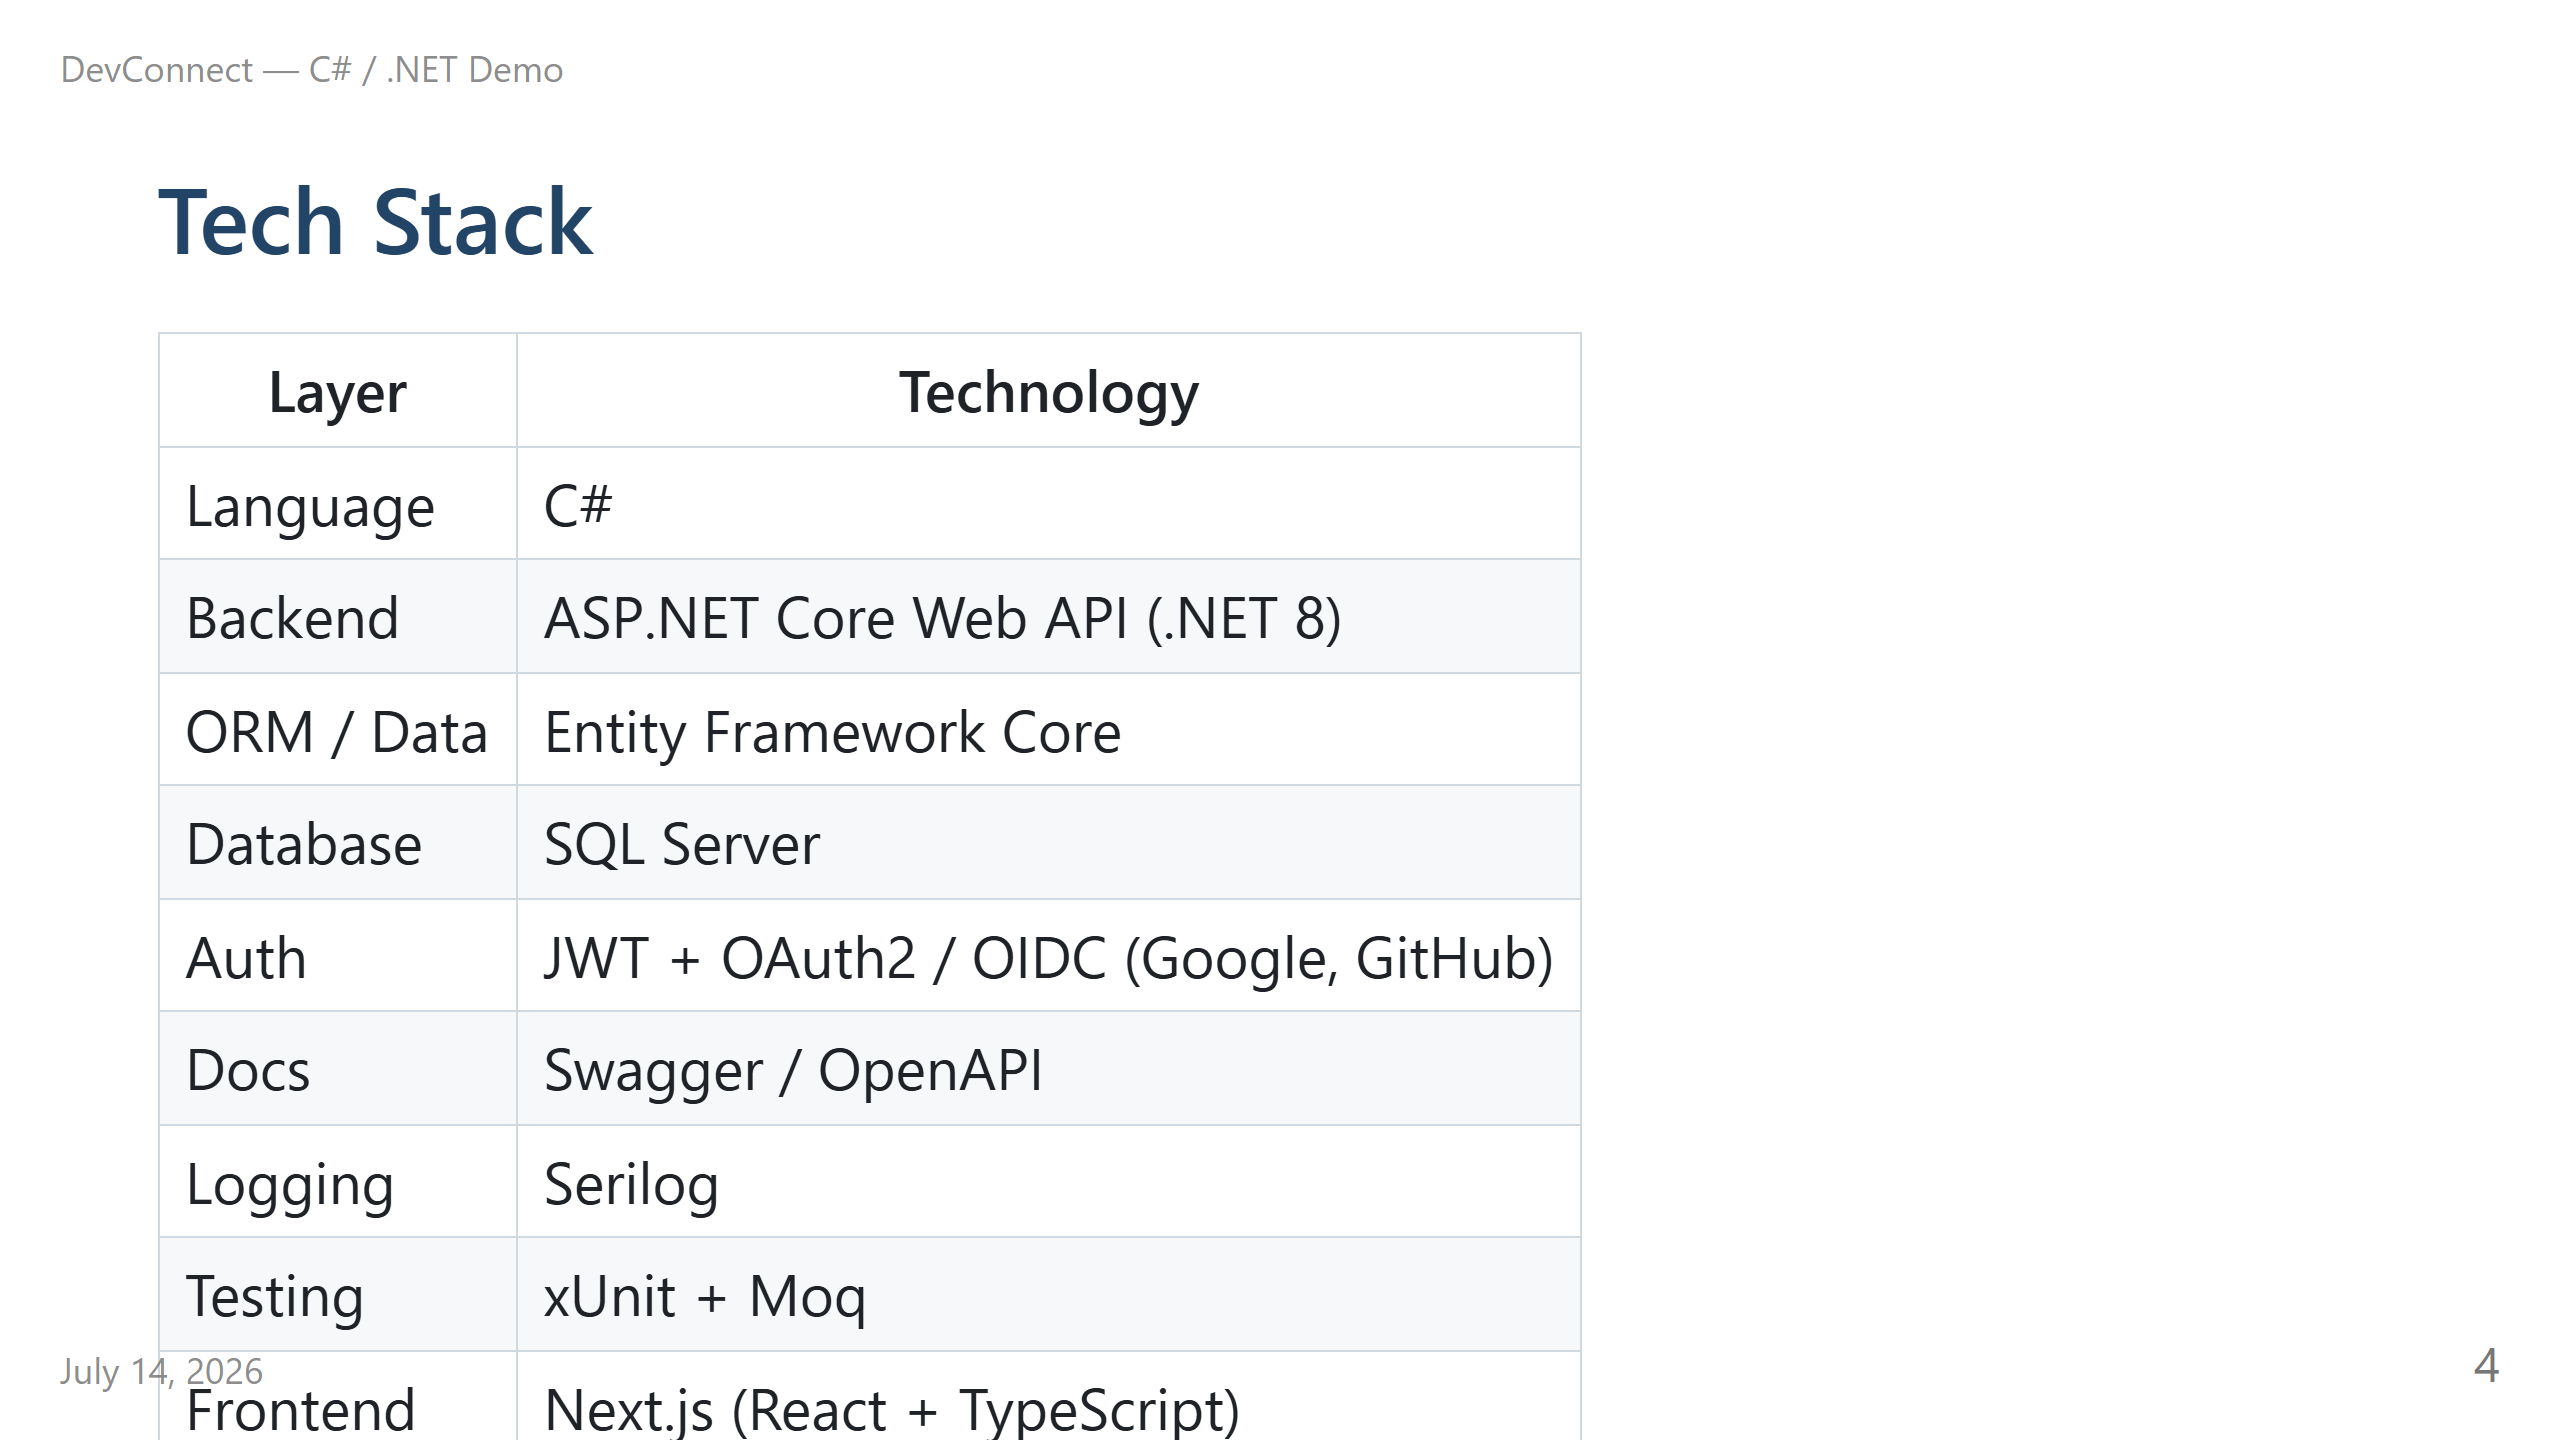 DevConnect — C# / .NET Demo
Tech Stack
Layer Technology
Language C#
Backend ASP.NET Core Web API (.NET 8)
ORM / Data Entity Framework Core
Database SQL Server
Auth JWT + OAuth2 / OIDC (Google, GitHub)
Docs Swagger / OpenAPI
Logging Serilog
Testing xUnit + Moq
July 14, 2026 4
Frontend Next.js (React + TypeScript)